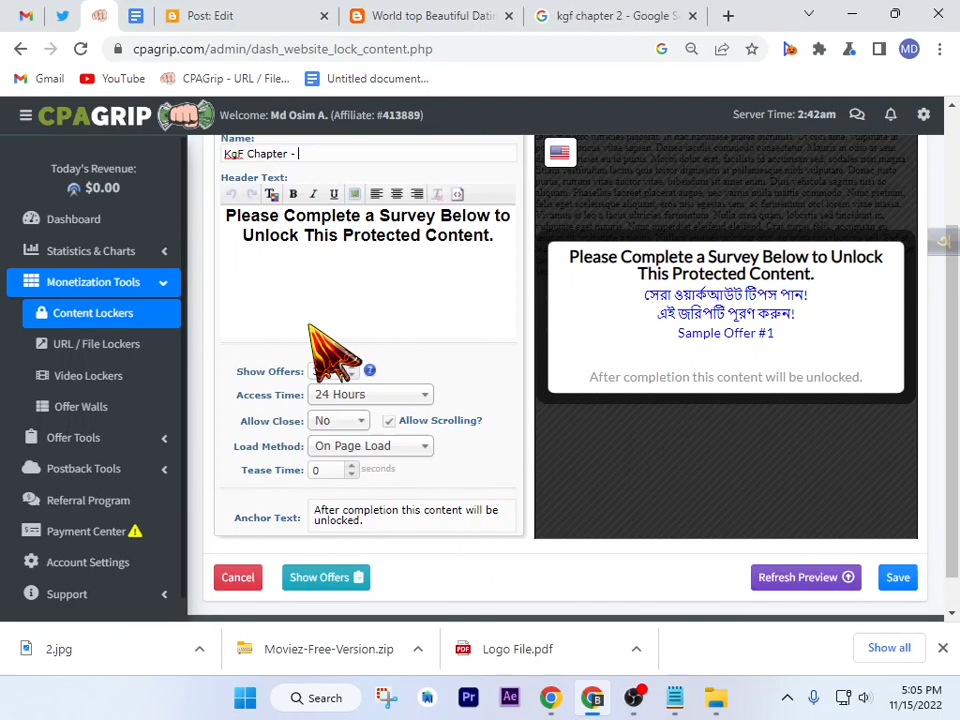 Post: Edit
World top Beautiful Datin
kgf chapter 2 - Google S
cpagrip.com/admin/dash_website_lock_content.php
MD
Gmail
YouTube
CPAGrip - URL / File...
Untitled document...
CPAGRIP
Welcome: Md Osim A. (Affiliate: #413889)
Server Time: 2:42am
Today's Revenue:
$0.00
Dashboard
Statistics & Charts
Monetization Tools
Content Lockers
URL / File Lockers
Video Lockers
Offer Walls
Offer Tools
Postback Tools
Referral Program
Payment Center
Account Settings
Support
Name:
KgF Chapter -
Header Text:
Please Complete a Survey Below to
Unlock This Protected Content.
Show Offers:
Access Time: 24 Hours
Allow Close: No Allow Scrolling?
Load Method: On Page Load
Tease Time: 0 seconds
Anchor Text: After completion this content will be
unlocked.
Please Complete a Survey Below to Unlock
This Protected Content.
সেরা ওয়ার্কআউট টিপস পান!
এই জরিপটি পূরণ করুন!
Sample Offer #1
After completion this content will be unlocked.
Cancel
Show Offers
Refresh Preview
Save
2.jpg
Moviez-Free-Version.zip
Logo File.pdf
Show all
Search
Pr
Ae
5:05 PM
11/15/2022